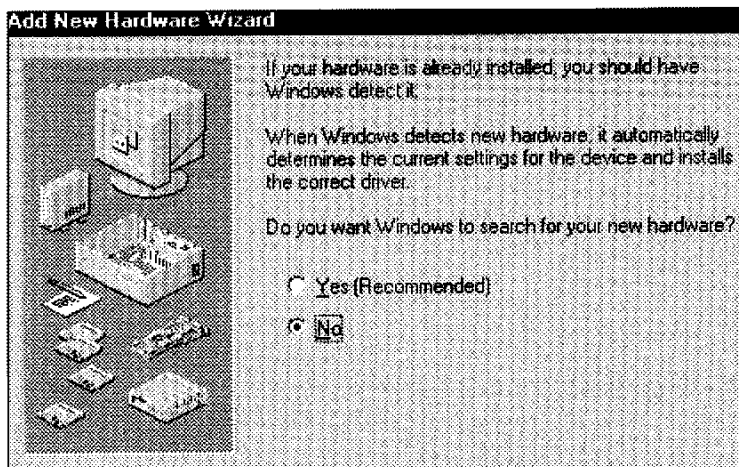 Add New Hardware Wizard
If your hardware is already installed, you should have
Windows detect it.
When Windows detects new hardware, it automatically
determines the current settings for the device and installs
the correct driver.
Do you want Windows to search for your new hardware?
Yes (Recommended)
No